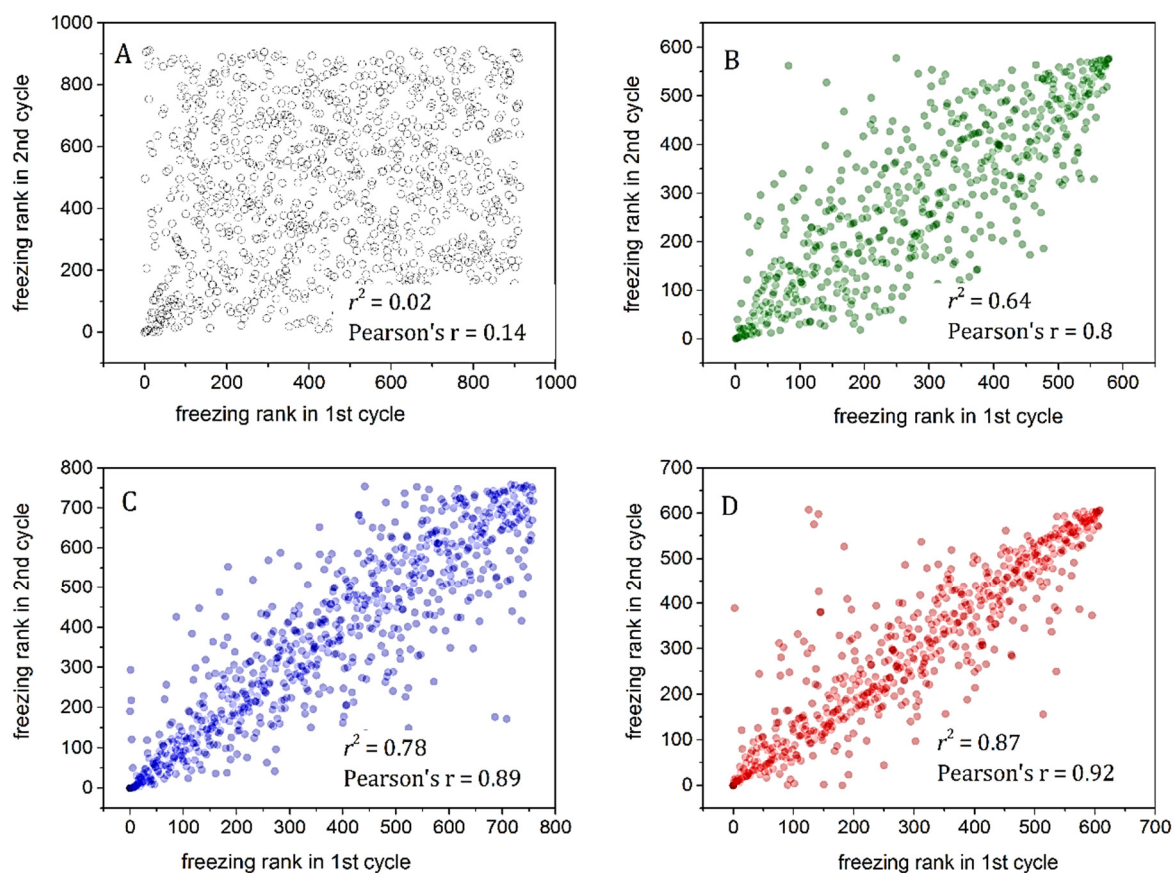 A
freezing rank in 2nd cycle
1000
800
600
400
200
0
r² = 0.02
Pearson's r = 0.14
0 200 400 600 800 1000
freezing rank in 1st cycle
B
freezing rank in 2nd cycle
600
500
400
300
200
100
0
r² = 0.64
Pearson's r = 0.8
0 100 200 300 400 500 600
freezing rank in 1st cycle
C
freezing rank in 2nd cycle
800
700
600
500
400
300
200
100
0
r² = 0.78
Pearson's r = 0.89
0 100 200 300 400 500 600 700 800
freezing rank in 1st cycle
D
freezing rank in 2nd cycle
700
600
500
400
300
200
100
0
r² = 0.87
Pearson's r = 0.92
0 100 200 300 400 500 600 700
freezing rank in 1st cycle